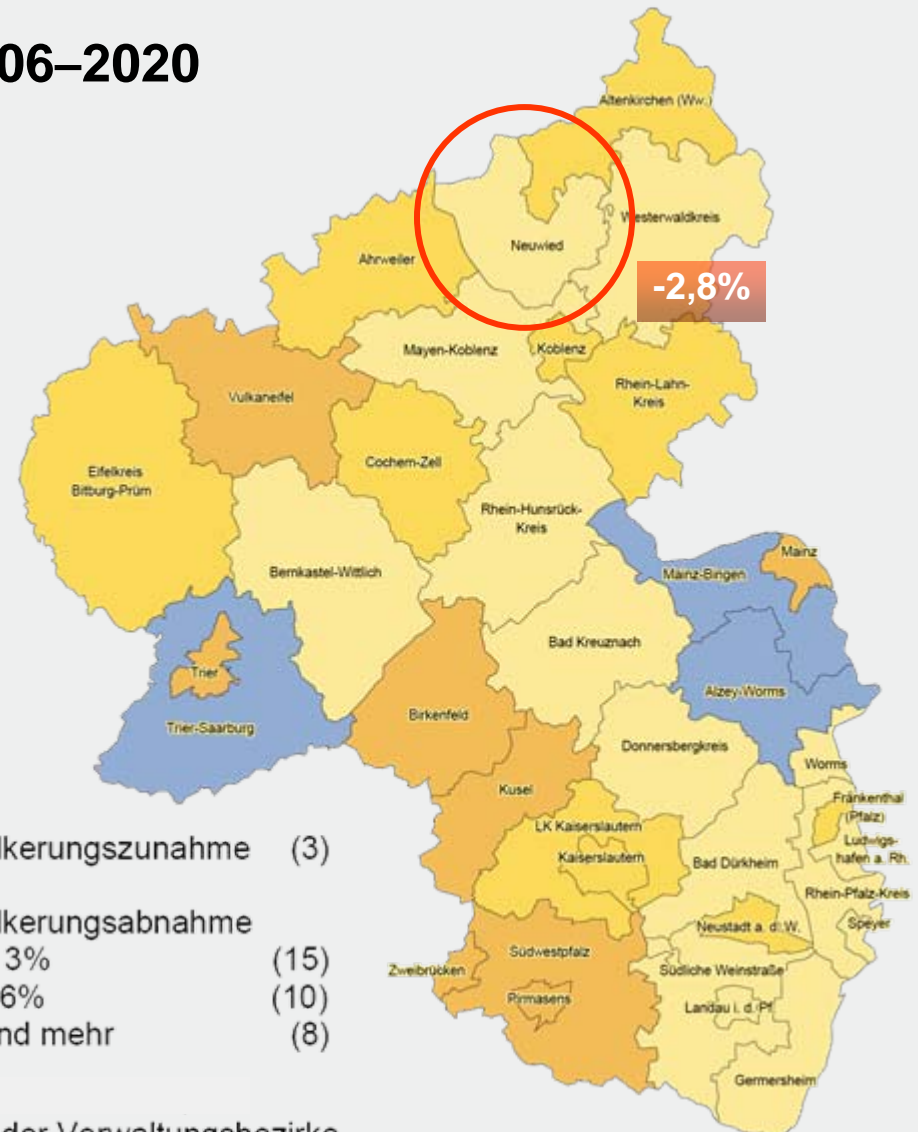 06–2020
Altenkirchen (Ww.)
Westerwaldkreis
Neuwied
Ahrweiler
-2,8%
Mayen-Koblenz
Koblenz
Rhein-Lahn-
Kreis
Vulkaneifel
Cochem-Zell
Eifelkreis
Bitburg-Prüm
Rhein-Hunsrück-
Kreis
Mainz
Mainz-Bingen
Bernkastel-Wittlich
Bad Kreuznach
Trier
Alzey-Worms
Birkenfeld
Trier-Saarburg
Donnersbergkreis
Worms
Kusel
Frankenthal
(Pfalz)
LK Kaiserslautern
Ludwigs-
hafen a. Rh.
Kaiserslautern
Bad Dürkheim
Rhein-Pfalz-Kreis
Neustadt a. d. W.
Speyer
Südwestpfalz
Zweibrücken
Südliche Weinstraße
Pirmasens
Landau i. d. Pf.
Germersheim
lkerungszunahme (3)
lkerungsabnahme
3% (15)
6% (10)
nd mehr (8)
der Verwaltungsbezirke